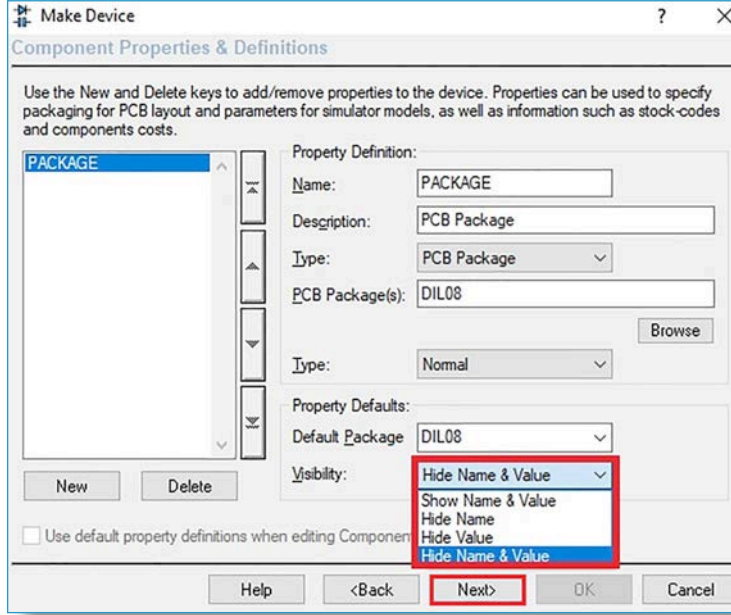 Make Device
?
Component Properties & Definitions
Use the New and Delete keys to add/remove properties to the device. Properties can be used to specify
packaging for PCB layout and parameters for simulator models, as well as information such as stock-codes
and components costs.
PACKAGE
Property Definition:
Name: PACKAGE
Description: PCB Package
Type: PCB Package
PCB Package(s): DIL08
Browse
Type: Normal
Property Defaults:
Default Package DIL08
Visibility: Hide Name & Value
Show Name & Value
Hide Name
Hide Value
Hide Name & Value
New Delete
Use default property definitions when editing Componen
Help <Back Next> OK Cancel